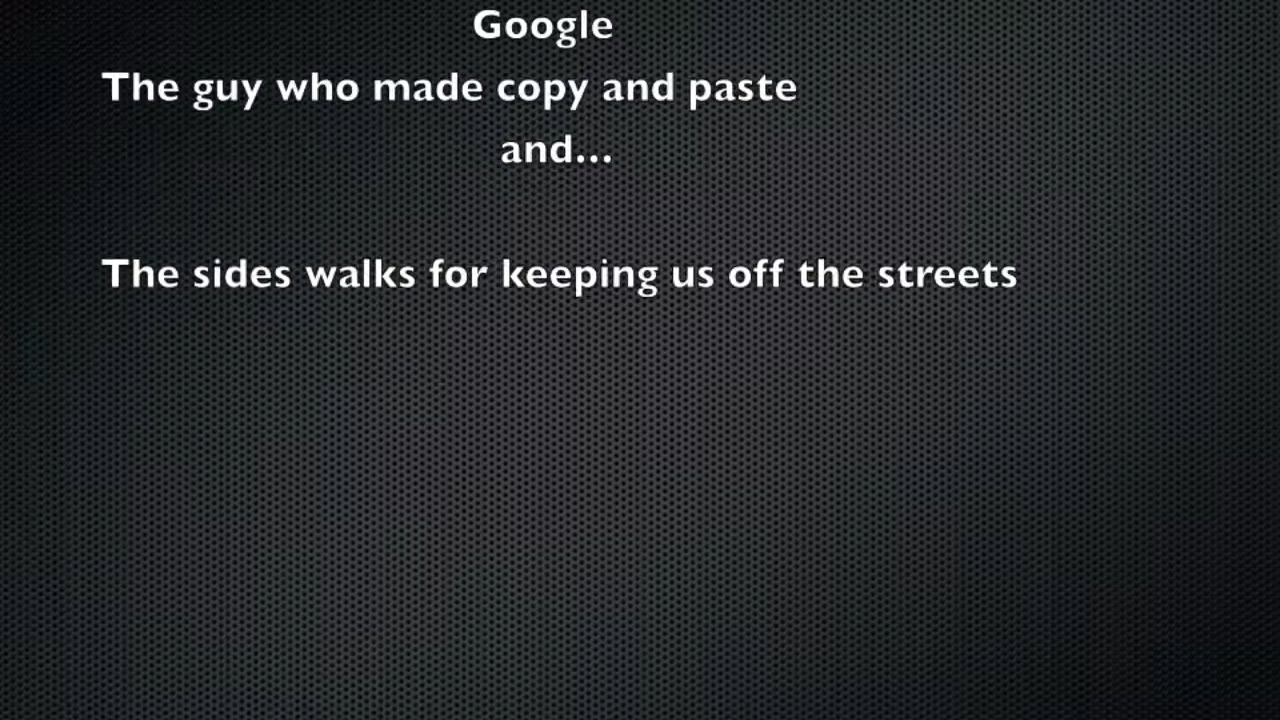 Google
The guy who made copy and paste
and...
The sides walks for keeping us off the streets